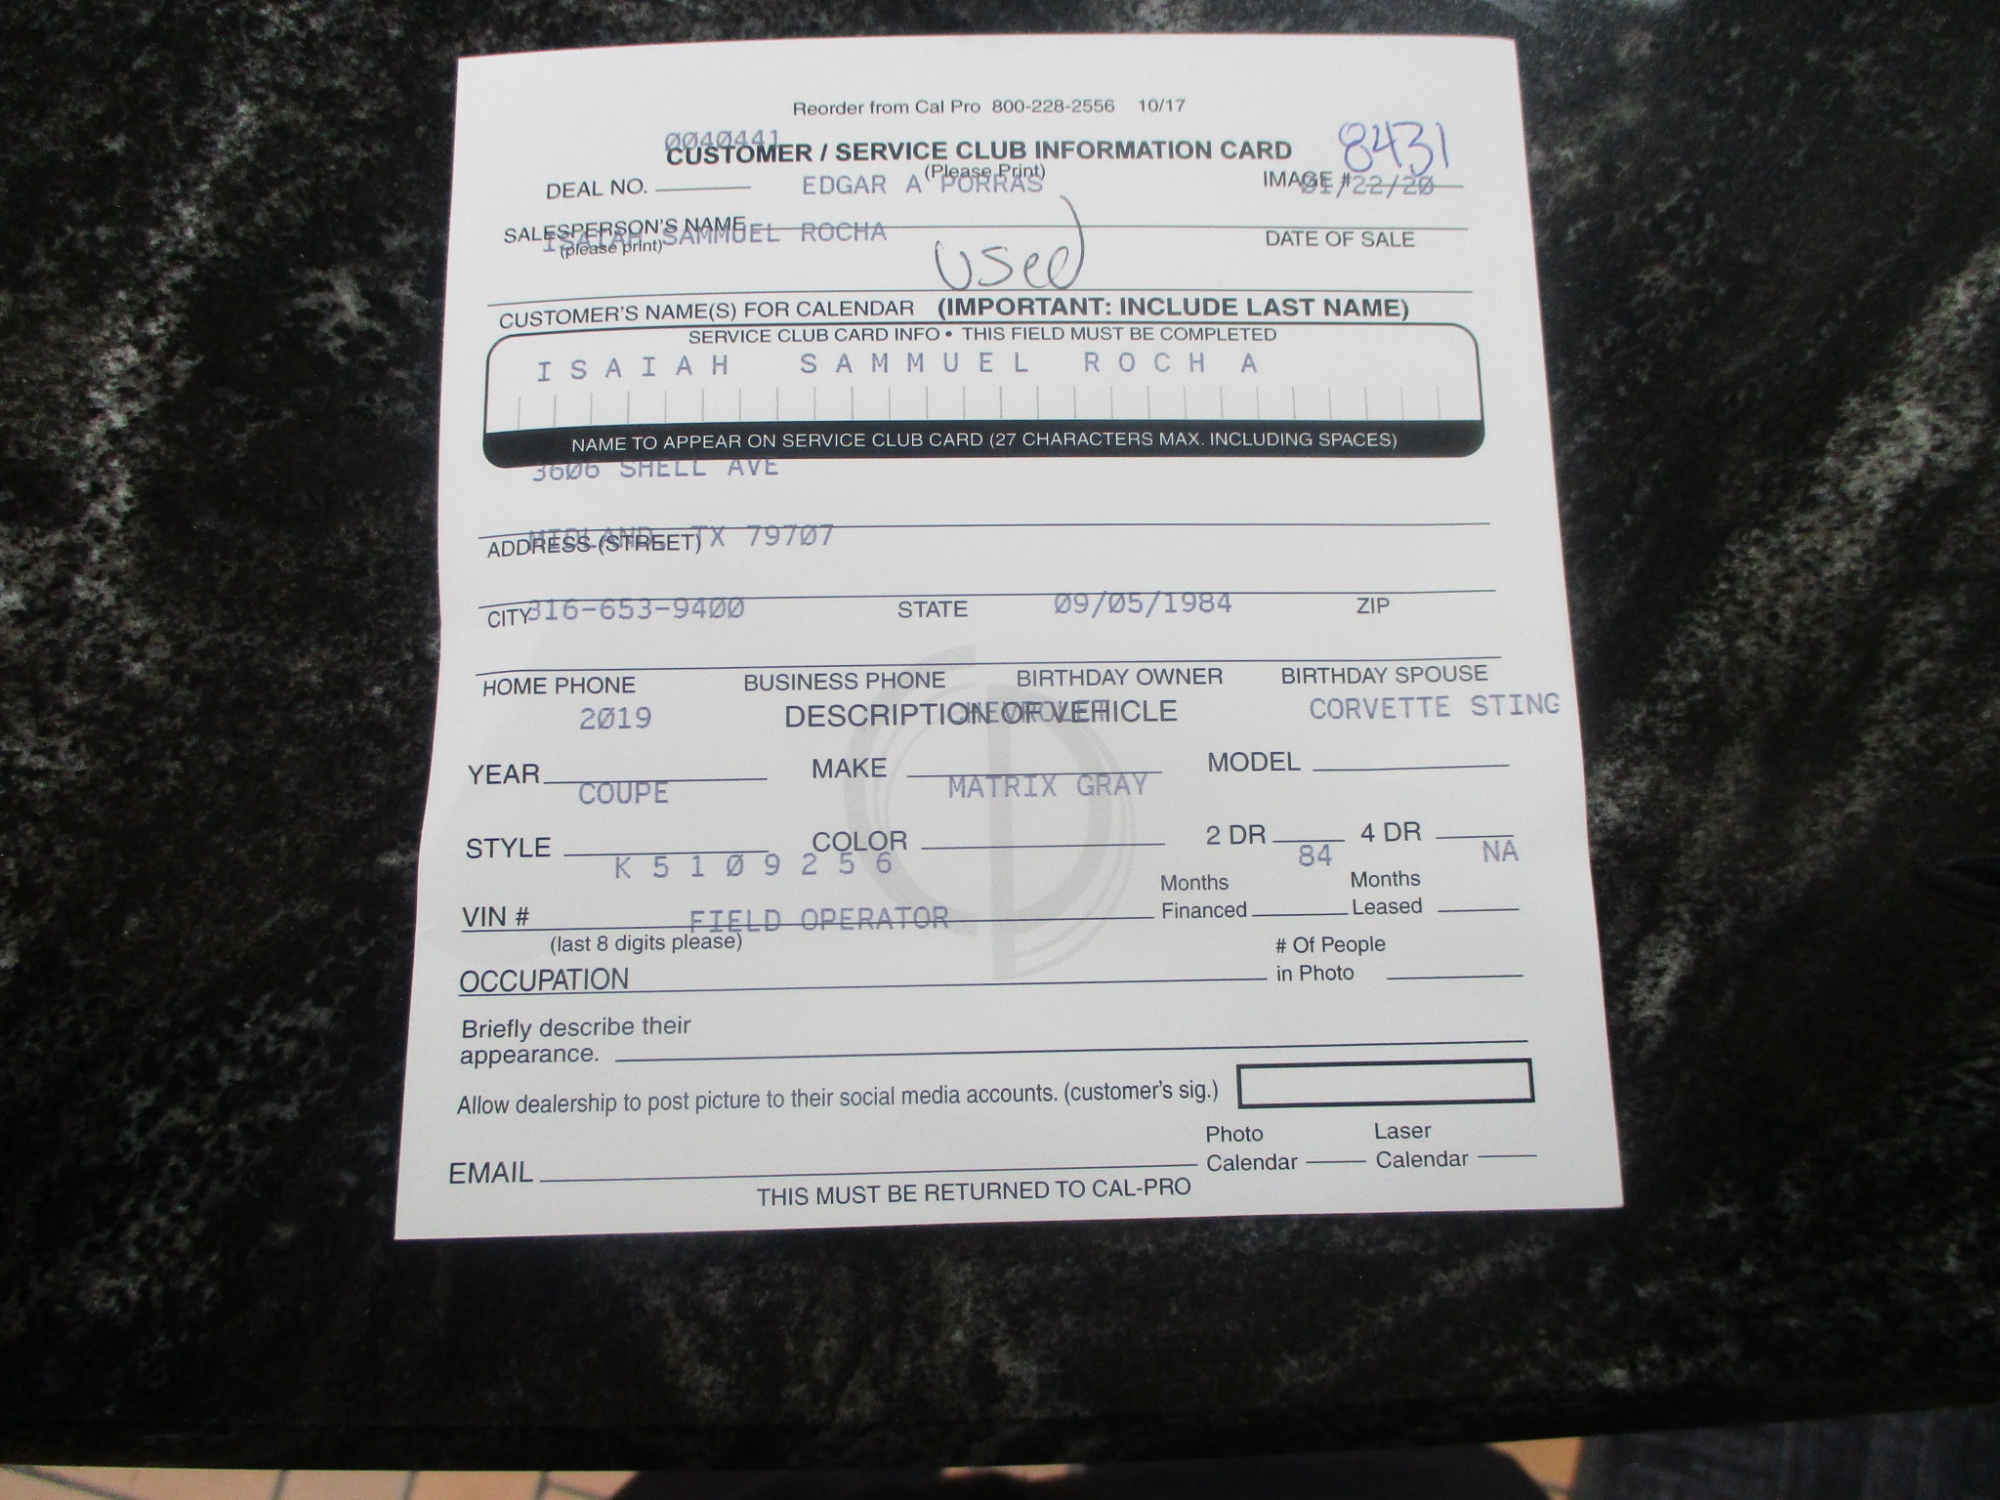 Reorder from Cal Pro 800-228-2556 10/17
0040441
CUSTOMER / SERVICE CLUB INFORMATION CARD
8431
(Please Print)
DEAL NO. EDGAR A PORRAS IMAGE # 01/22/20
SALESPERSON'S NAME DATE OF SALE
(please print)
ISAIAH SAMMUEL ROCHA
USed
CUSTOMER'S NAME(S) FOR CALENDAR (IMPORTANT: INCLUDE LAST NAME)
SERVICE CLUB CARD INFO • THIS FIELD MUST BE COMPLETED
ISAIAH SAMMUEL ROCHA
NAME TO APPEAR ON SERVICE CLUB CARD (27 CHARACTERS MAX. INCLUDING SPACES)
3606 SHELL AVE
MIDLAND, TX 79707
ADDRESS (STREET)
316-653-9400 09/05/1984
CITY STATE ZIP
HOME PHONE BUSINESS PHONE BIRTHDAY OWNER BIRTHDAY SPOUSE
2019 CHEVROLET CORVETTE STING
DESCRIPTION OF VEHICLE
YEAR MAKE MODEL
COUPE MATRIX GRAY
STYLE COLOR 2 DR 4 DR
K5109256 84 NA
VIN # Months Financed Months Leased
FIELD OPERATOR
(last 8 digits please)
OCCUPATION # Of People in Photo
Briefly describe their
appearance.
Allow dealership to post picture to their social media accounts. (customer's sig.)
EMAIL Photo Calendar Laser Calendar
THIS MUST BE RETURNED TO CAL-PRO